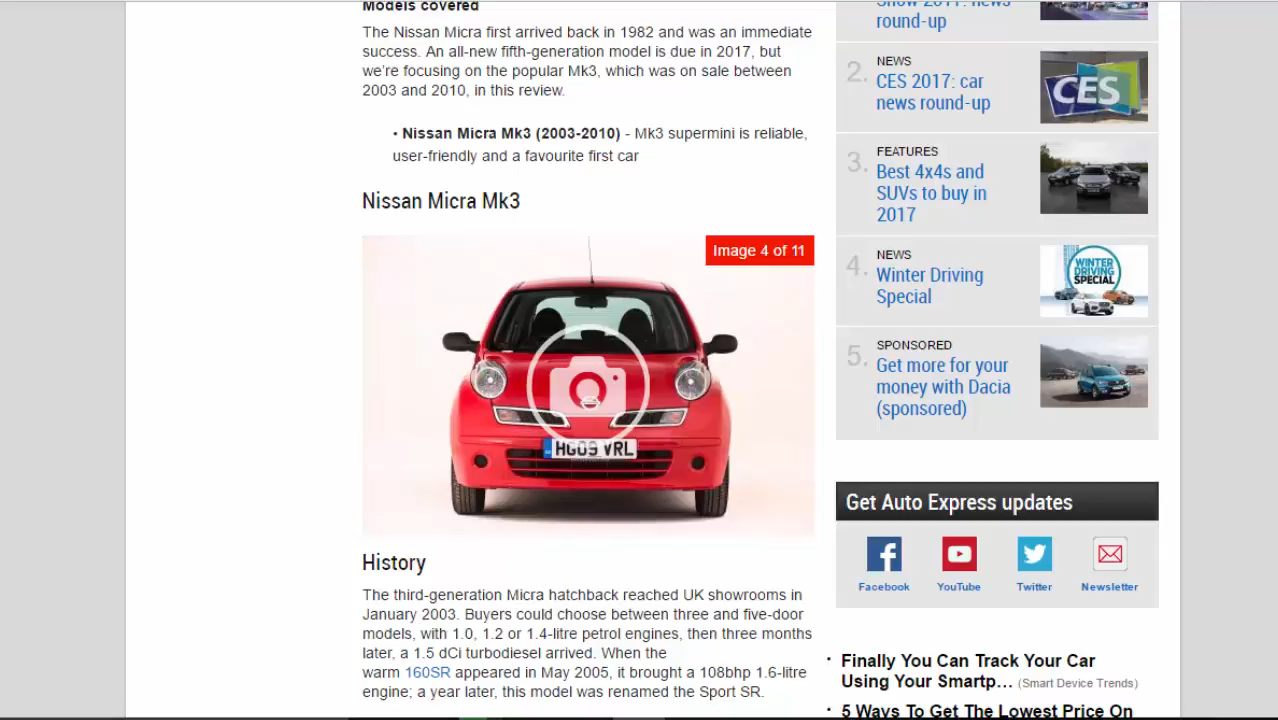 Models covered
The Nissan Micra first arrived back in 1982 and was an immediate
success. An all-new fifth-generation model is due in 2017, but
we're focusing on the popular Mk3, which was on sale between
2003 and 2010, in this review.
• Nissan Micra Mk3 (2003-2010) - Mk3 supermini is reliable,
user-friendly and a favourite first car
Nissan Micra Mk3
Image 4 of 11
HG09 VRL
History
The third-generation Micra hatchback reached UK showrooms in
January 2003. Buyers could choose between three and five-door
models, with 1.0, 1.2 or 1.4-litre petrol engines, then three months
later, a 1.5 dCi turbodiesel arrived. When the
warm 160SR appeared in May 2005, it brought a 108bhp 1.6-litre
engine; a year later, this model was renamed the Sport SR.
Show 2017: news
round-up
2. NEWS
CES 2017: car
news round-up
CES
3. FEATURES
Best 4x4s and
SUVs to buy in
2017
4. NEWS
Winter Driving
Special
WINTER
DRIVING
SPECIAL
5. SPONSORED
Get more for your
money with Dacia
(sponsored)
Get Auto Express updates
Facebook YouTube Twitter Newsletter
• Finally You Can Track Your Car
Using Your Smartp… (Smart Device Trends)
• 5 Ways To Get The Lowest Price On